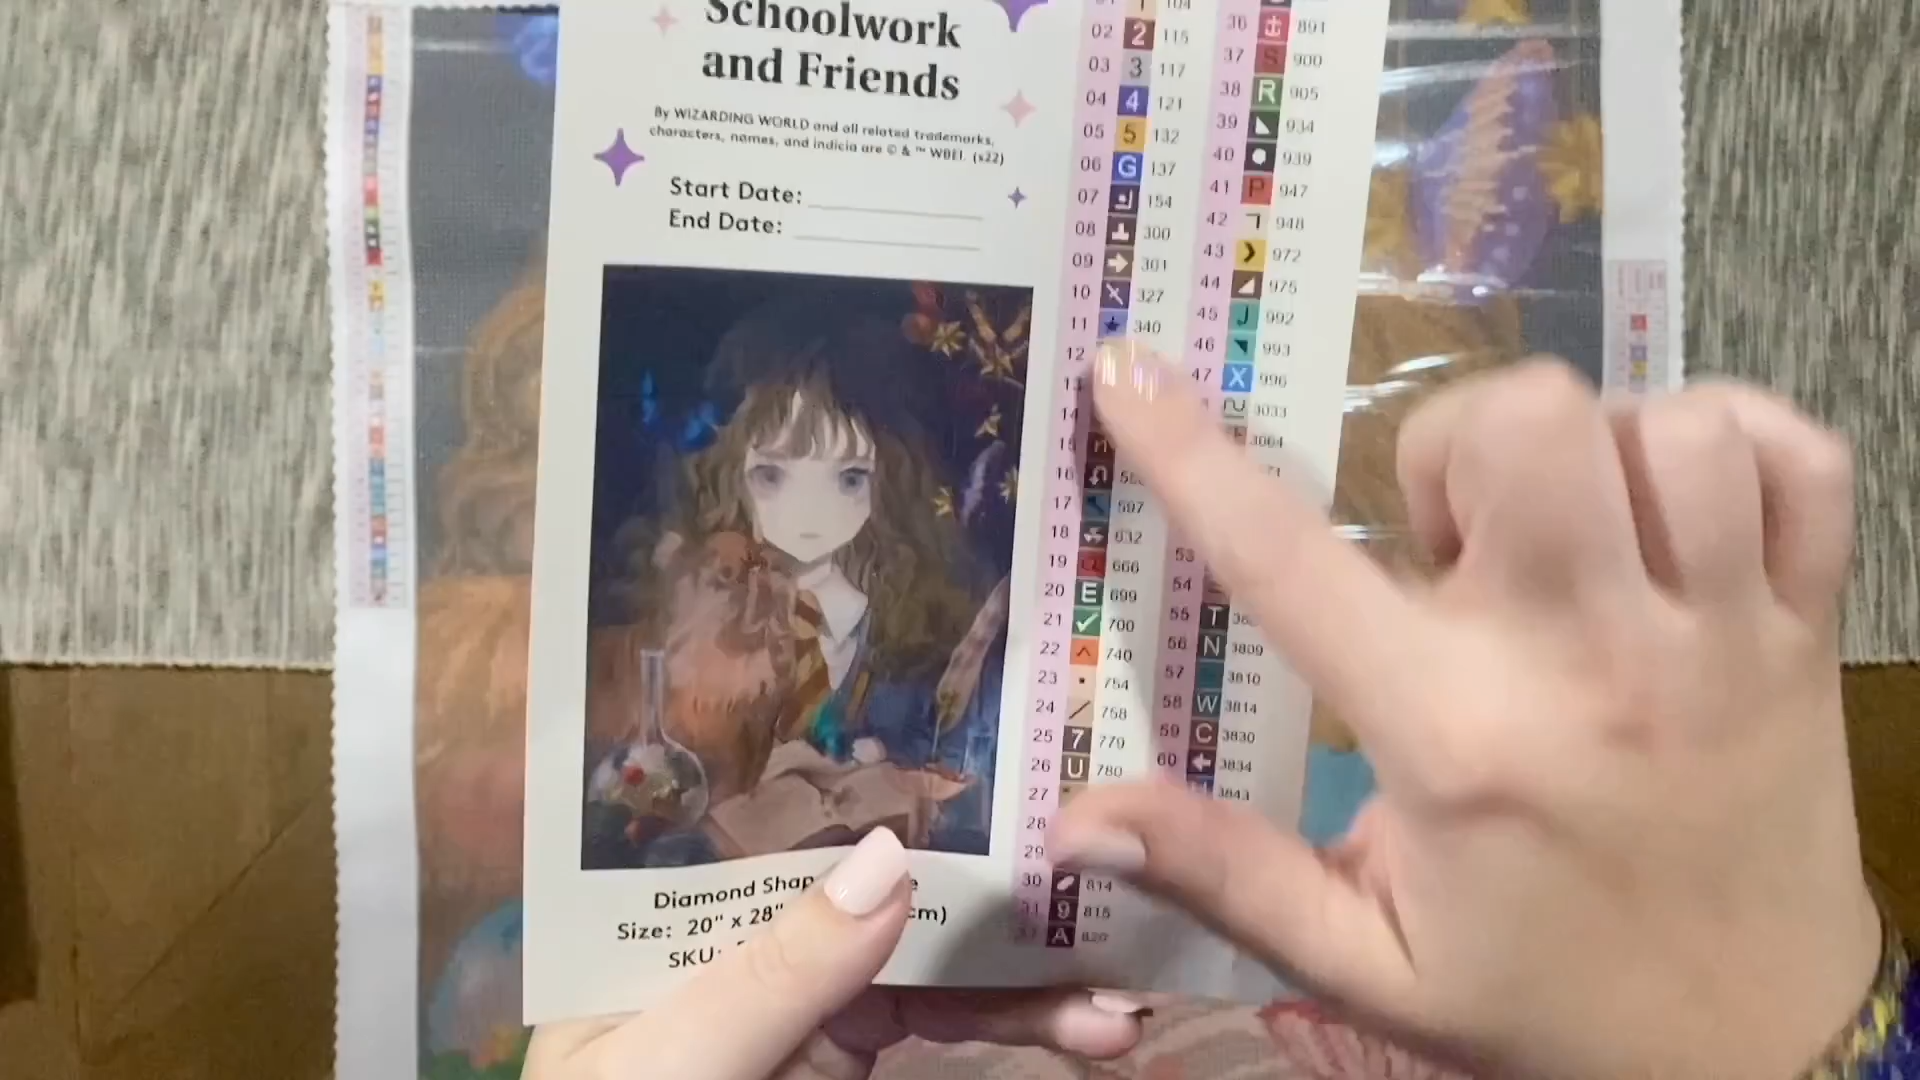 Schoolwork
and Friends
By WIZARDING WORLD and all related trademarks,
characters, names, and indicia are © & ™ WBEI. (s22)
Start Date:
End Date:
Diamond Shap
Size: 20" x 28" cm)
SKU:
104
02 2 115
03 3 117
04 4 121
05 5 132
06 G 137
07 154
08 300
09 301
10 327
11 340
12
13
14
15
16
17 597
18 632
19 666
20 E 699
21 700
22 740
23 754
24 758
25 7 779
26 U 780
27
28
29
30 814
9 815
A 820
36 891
37 S 900
38 R 905
39 934
40 939
41 P 947
42 948
43 972
44 975
45 J 992
46 993
47 X 996
3033
3064
53
54
55 T
56 N 3809
57 3810
58 W 3814
59 C 3830
60 3834
3843